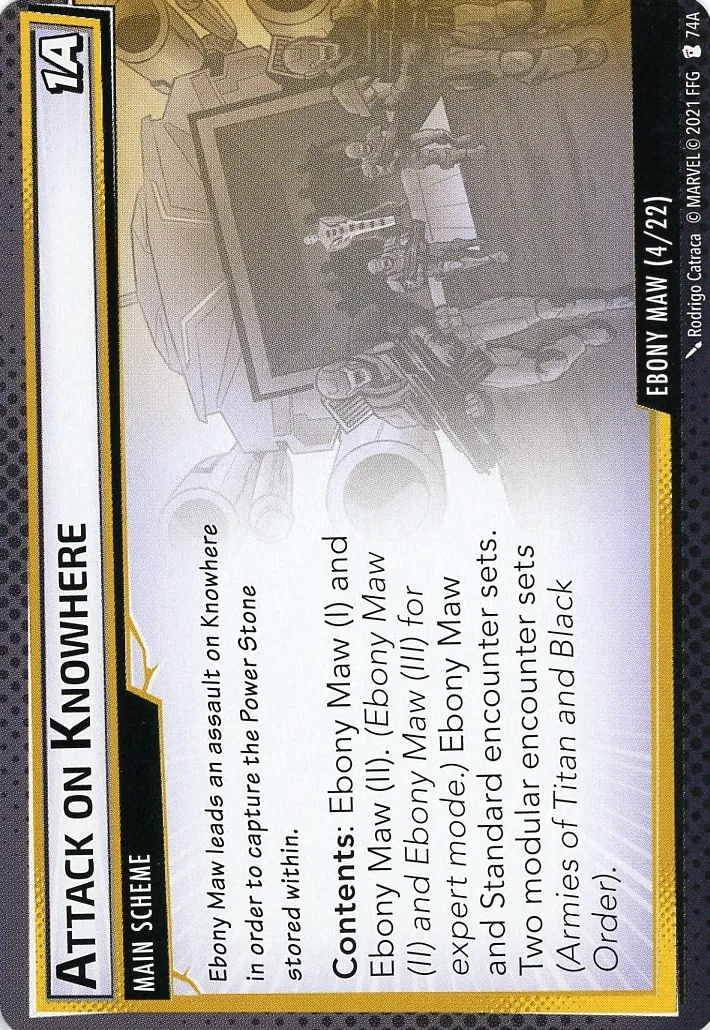 ATTACK ON KNOWHERE
1A
MAIN SCHEME
Ebony Maw leads an assault on Knowhere
in order to capture the Power Stone
stored within.
Contents: Ebony Maw (I) and
Ebony Maw (II). (Ebony Maw
(II) and Ebony Maw (III) for
expert mode.) Ebony Maw
and Standard encounter sets.
Two modular encounter sets
(Armies of Titan and Black
Order).
EBONY MAW (4/22)
Rodrigo Catraca © MARVEL © 2021 FFG 74A